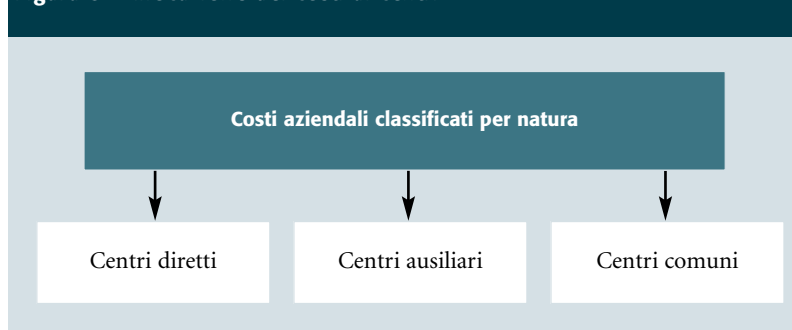 Costi aziendali classificati per natura
Centri diretti
Centri ausiliari
Centri comuni